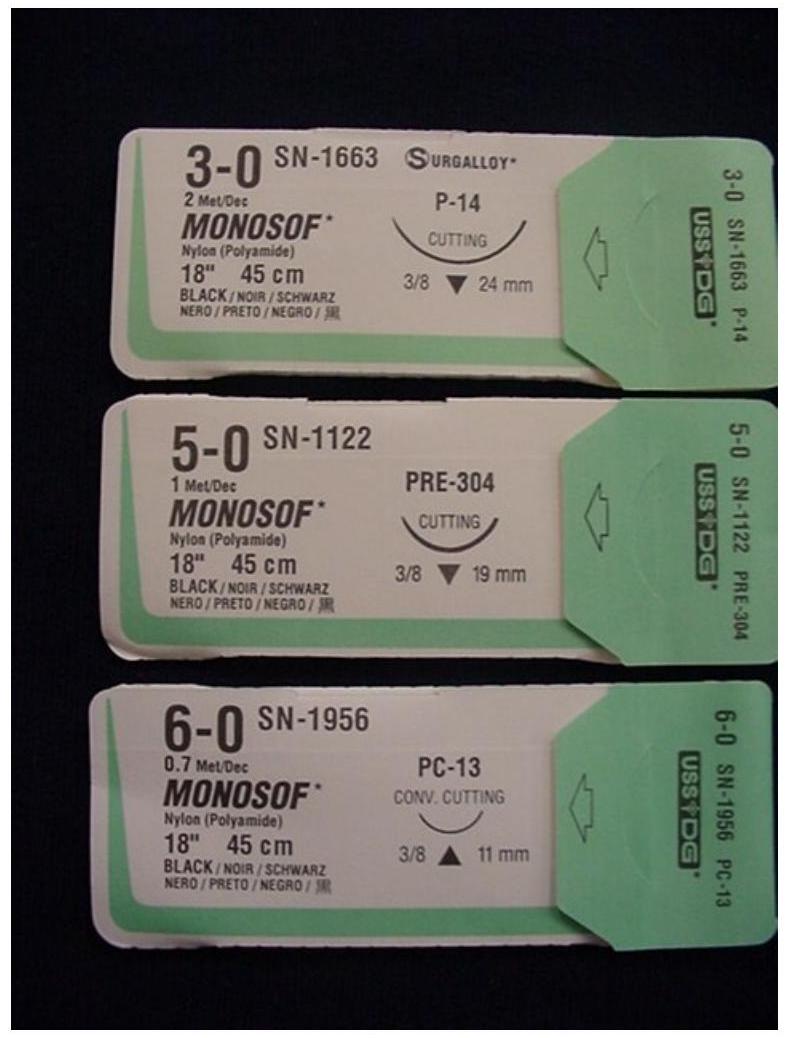 3-0 SN-1663 SURGALLOY*
2 Met/Dec
P-14
MONOSOF*
CUTTING
Nylon (Polyamide)
18" 45 cm
3/8 ▼ 24 mm
BLACK / NOIR / SCHWARZ
NERO / PRETO / NEGRO / 黑
3-0 SN-1663 P-14
USS DG*
5-0 SN-1122
1 Met/Dec
PRE-304
MONOSOF*
CUTTING
Nylon (Polyamide)
18" 45 cm
3/8 ▼ 19 mm
BLACK / NOIR / SCHWARZ
NERO / PRETO / NEGRO / 黑
5-0 SN-1122 PRE-304
USS DG*
6-0 SN-1956
0.7 Met/Dec
PC-13
MONOSOF*
CONV. CUTTING
Nylon (Polyamide)
18" 45 cm
3/8 ▲ 11 mm
BLACK / NOIR / SCHWARZ
NERO / PRETO / NEGRO / 黑
6-0 SN-1956 PC-13
USS DG*